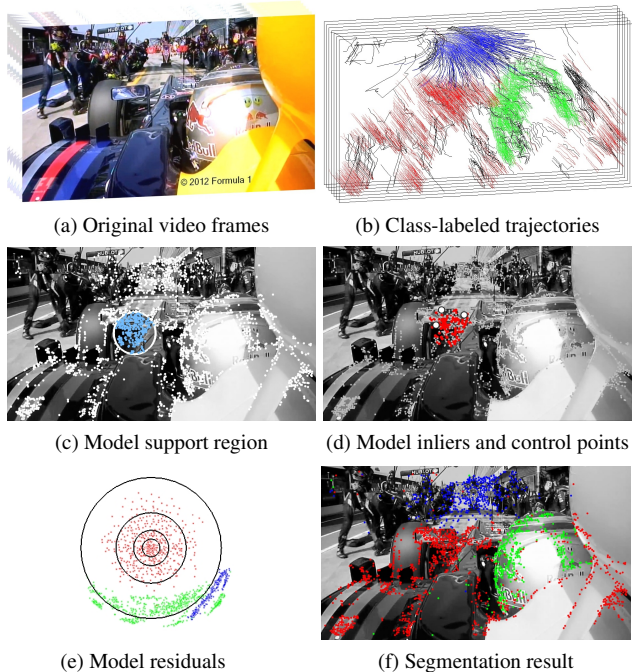 © 2012 Formula 1
(a) Original video frames
(b) Class-labeled trajectories
(c) Model support region
(d) Model inliers and control points
(e) Model residuals
(f) Segmentation result